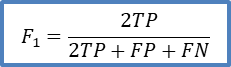 F₁ = 2TP / (2TP + FP + FN)